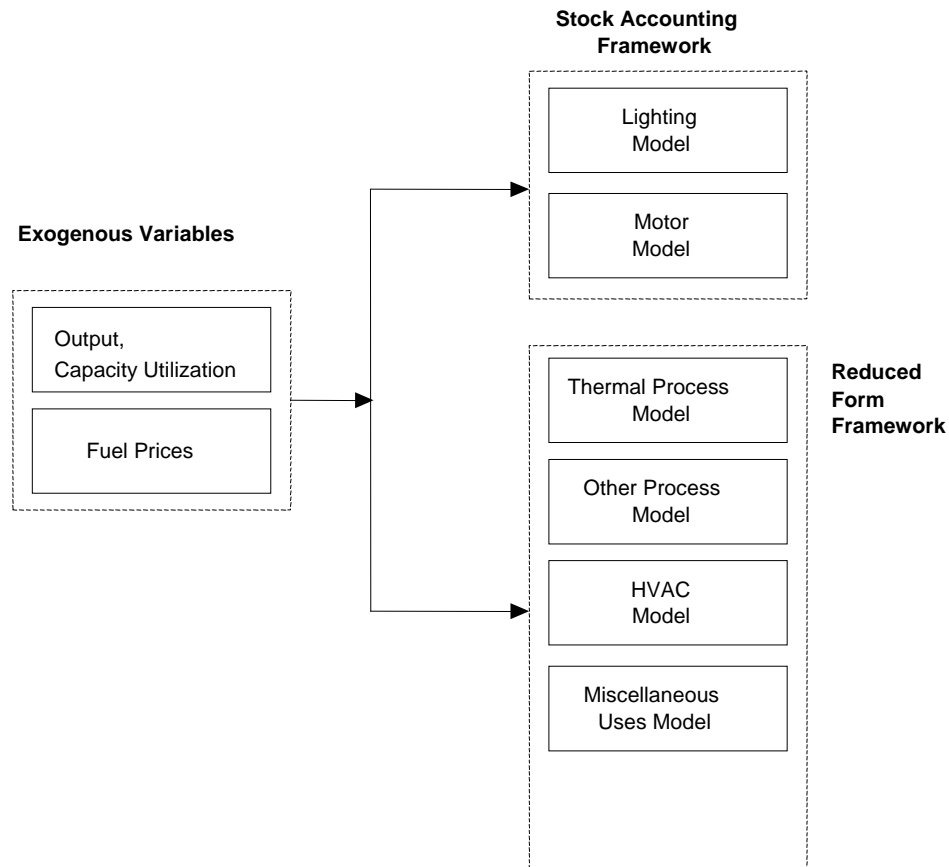 Stock Accounting
Framework
Lighting
Model
Motor
Model
Exogenous Variables
Output,
Capacity Utilization
Fuel Prices
Thermal Process
Model
Other Process
Model
HVAC
Model
Miscellaneous
Uses Model
Reduced
Form
Framework